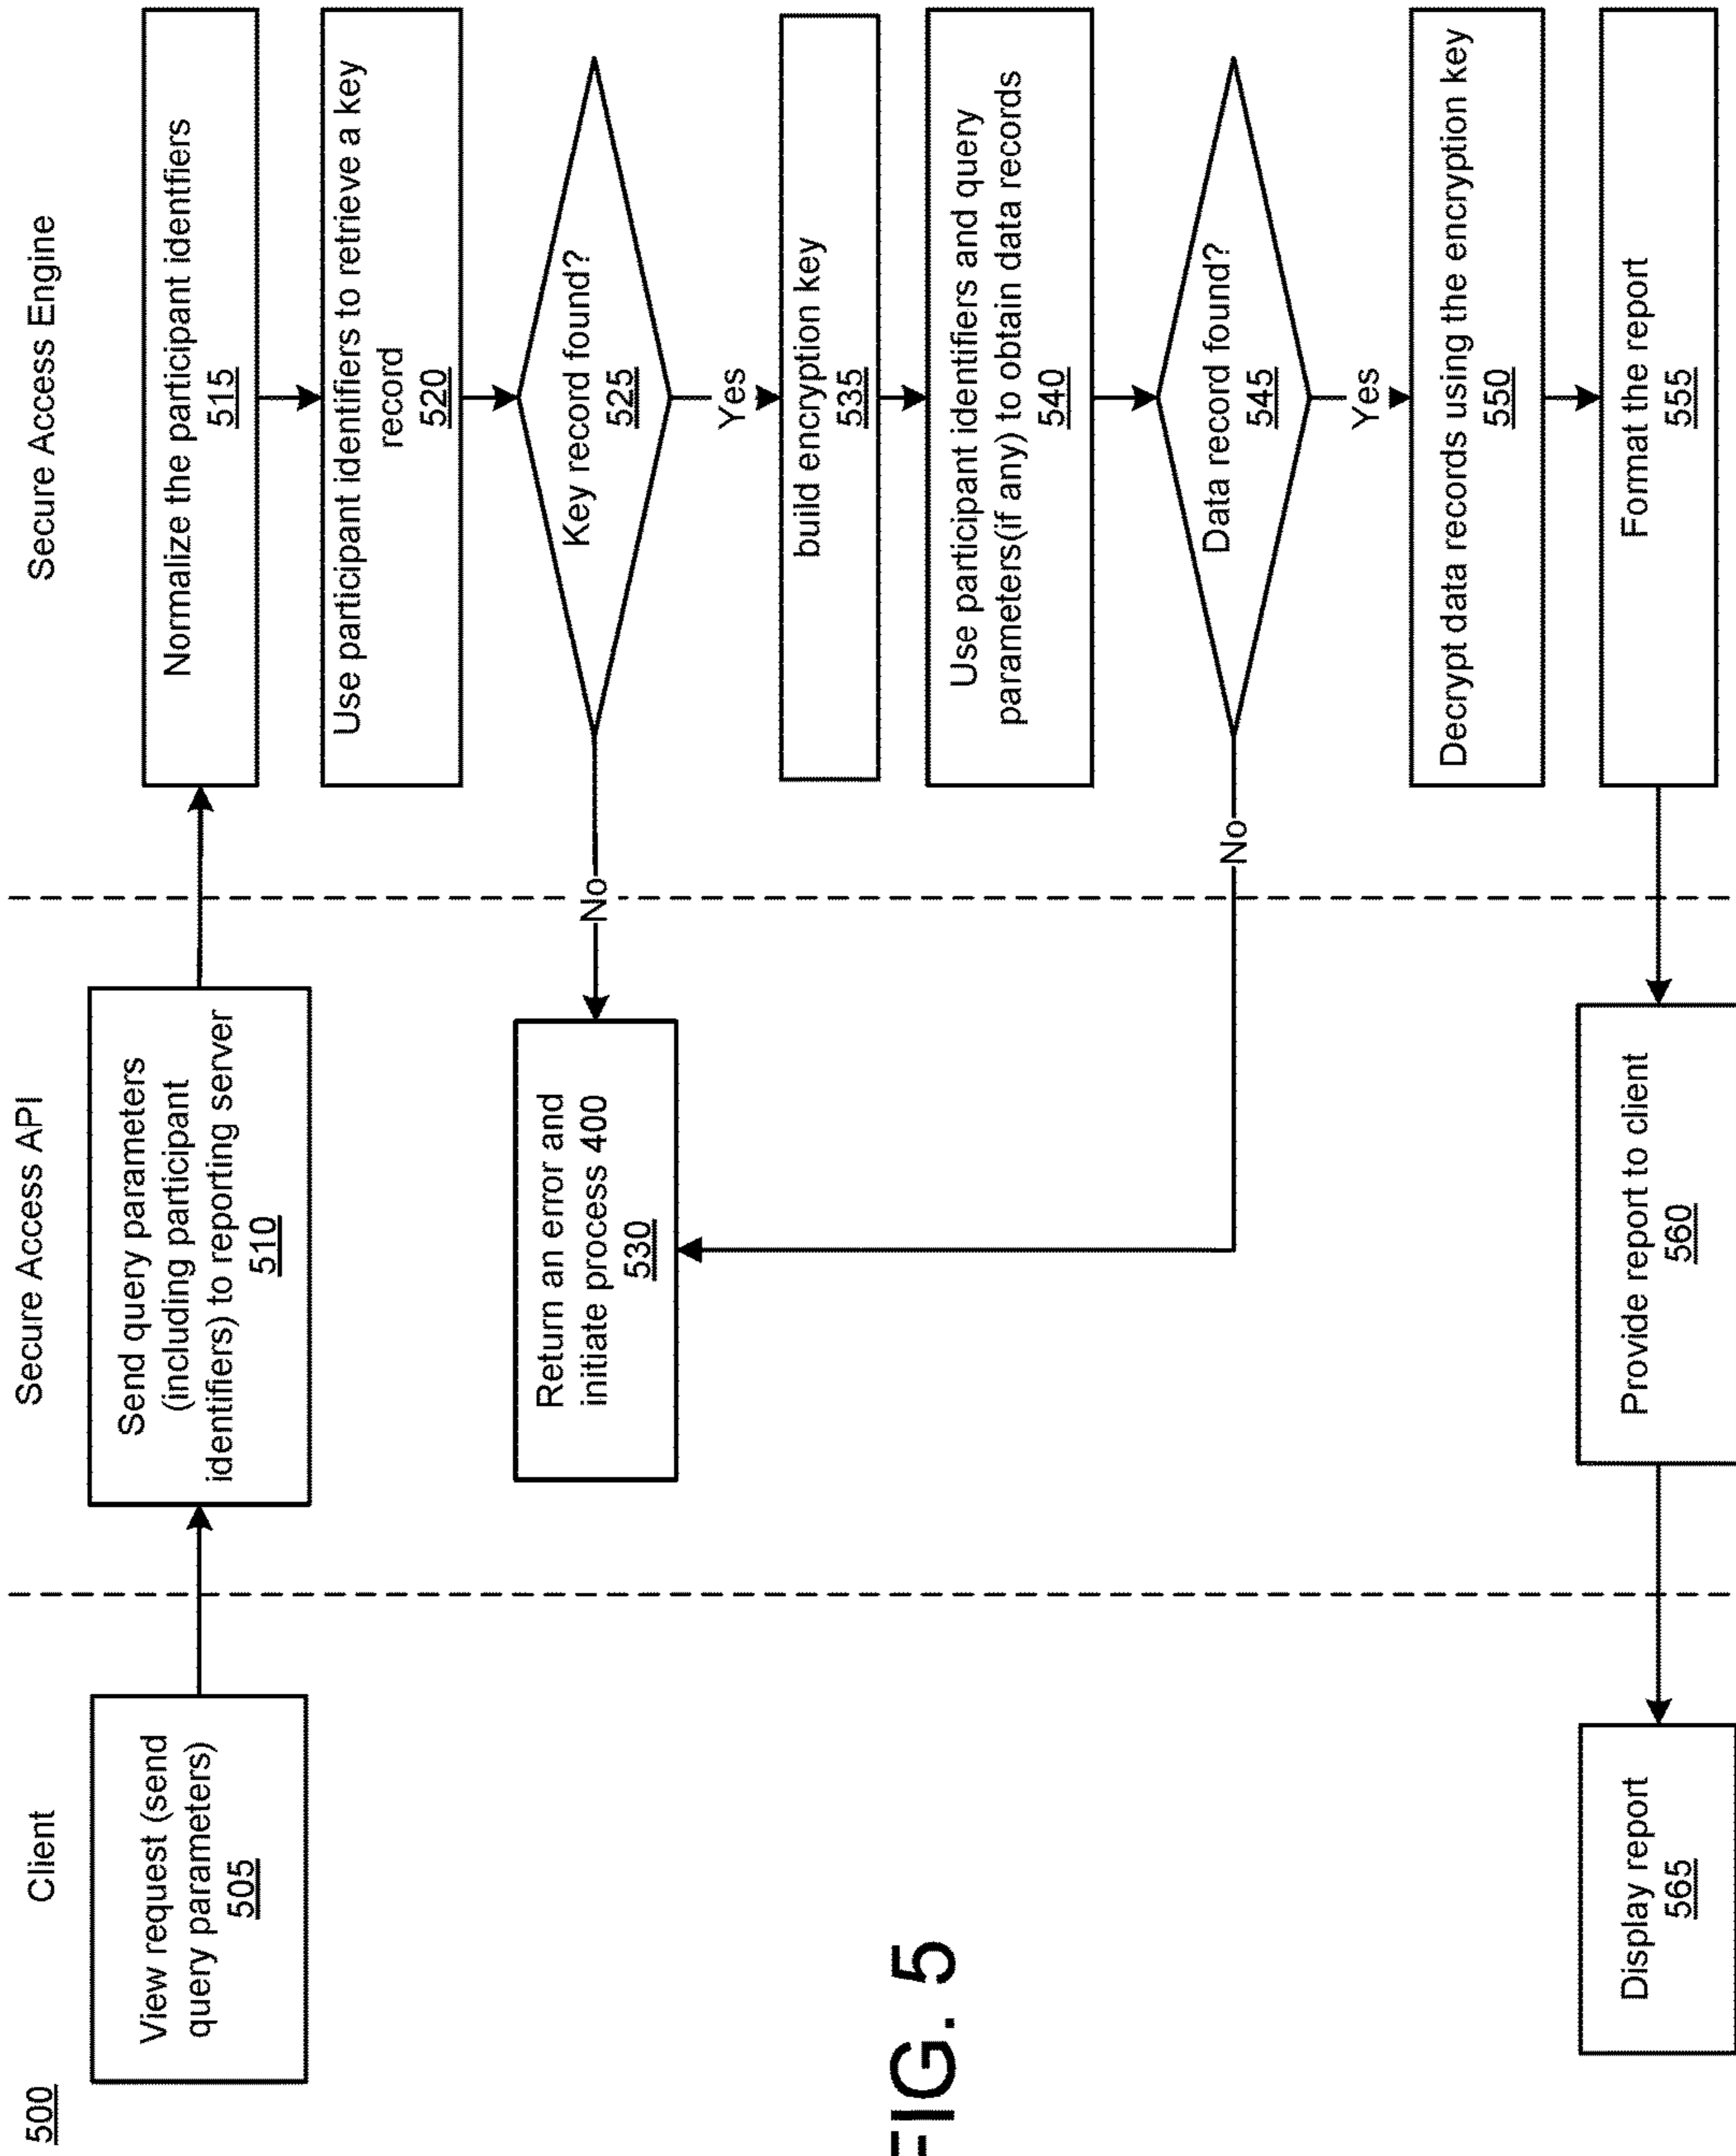 500
Client
Secure Access API
Secure Access Engine
View request (send
query parameters)
505
Send query parameters
(including participant
identifiers) to reporting server
510
Normalize the participant identifiers
515
Use participant identifiers to retrieve a key
record
520
Key record found?
525
No
Return an error and
initiate process 400
530
Yes
build encryption key
535
Use participant identifiers and query
parameters(if any) to obtain data records
540
Data record found?
545
No
Yes
Decrypt data records using the encryption key
550
Format the report
555
Provide report to client
560
Display report
565
FIG. 5